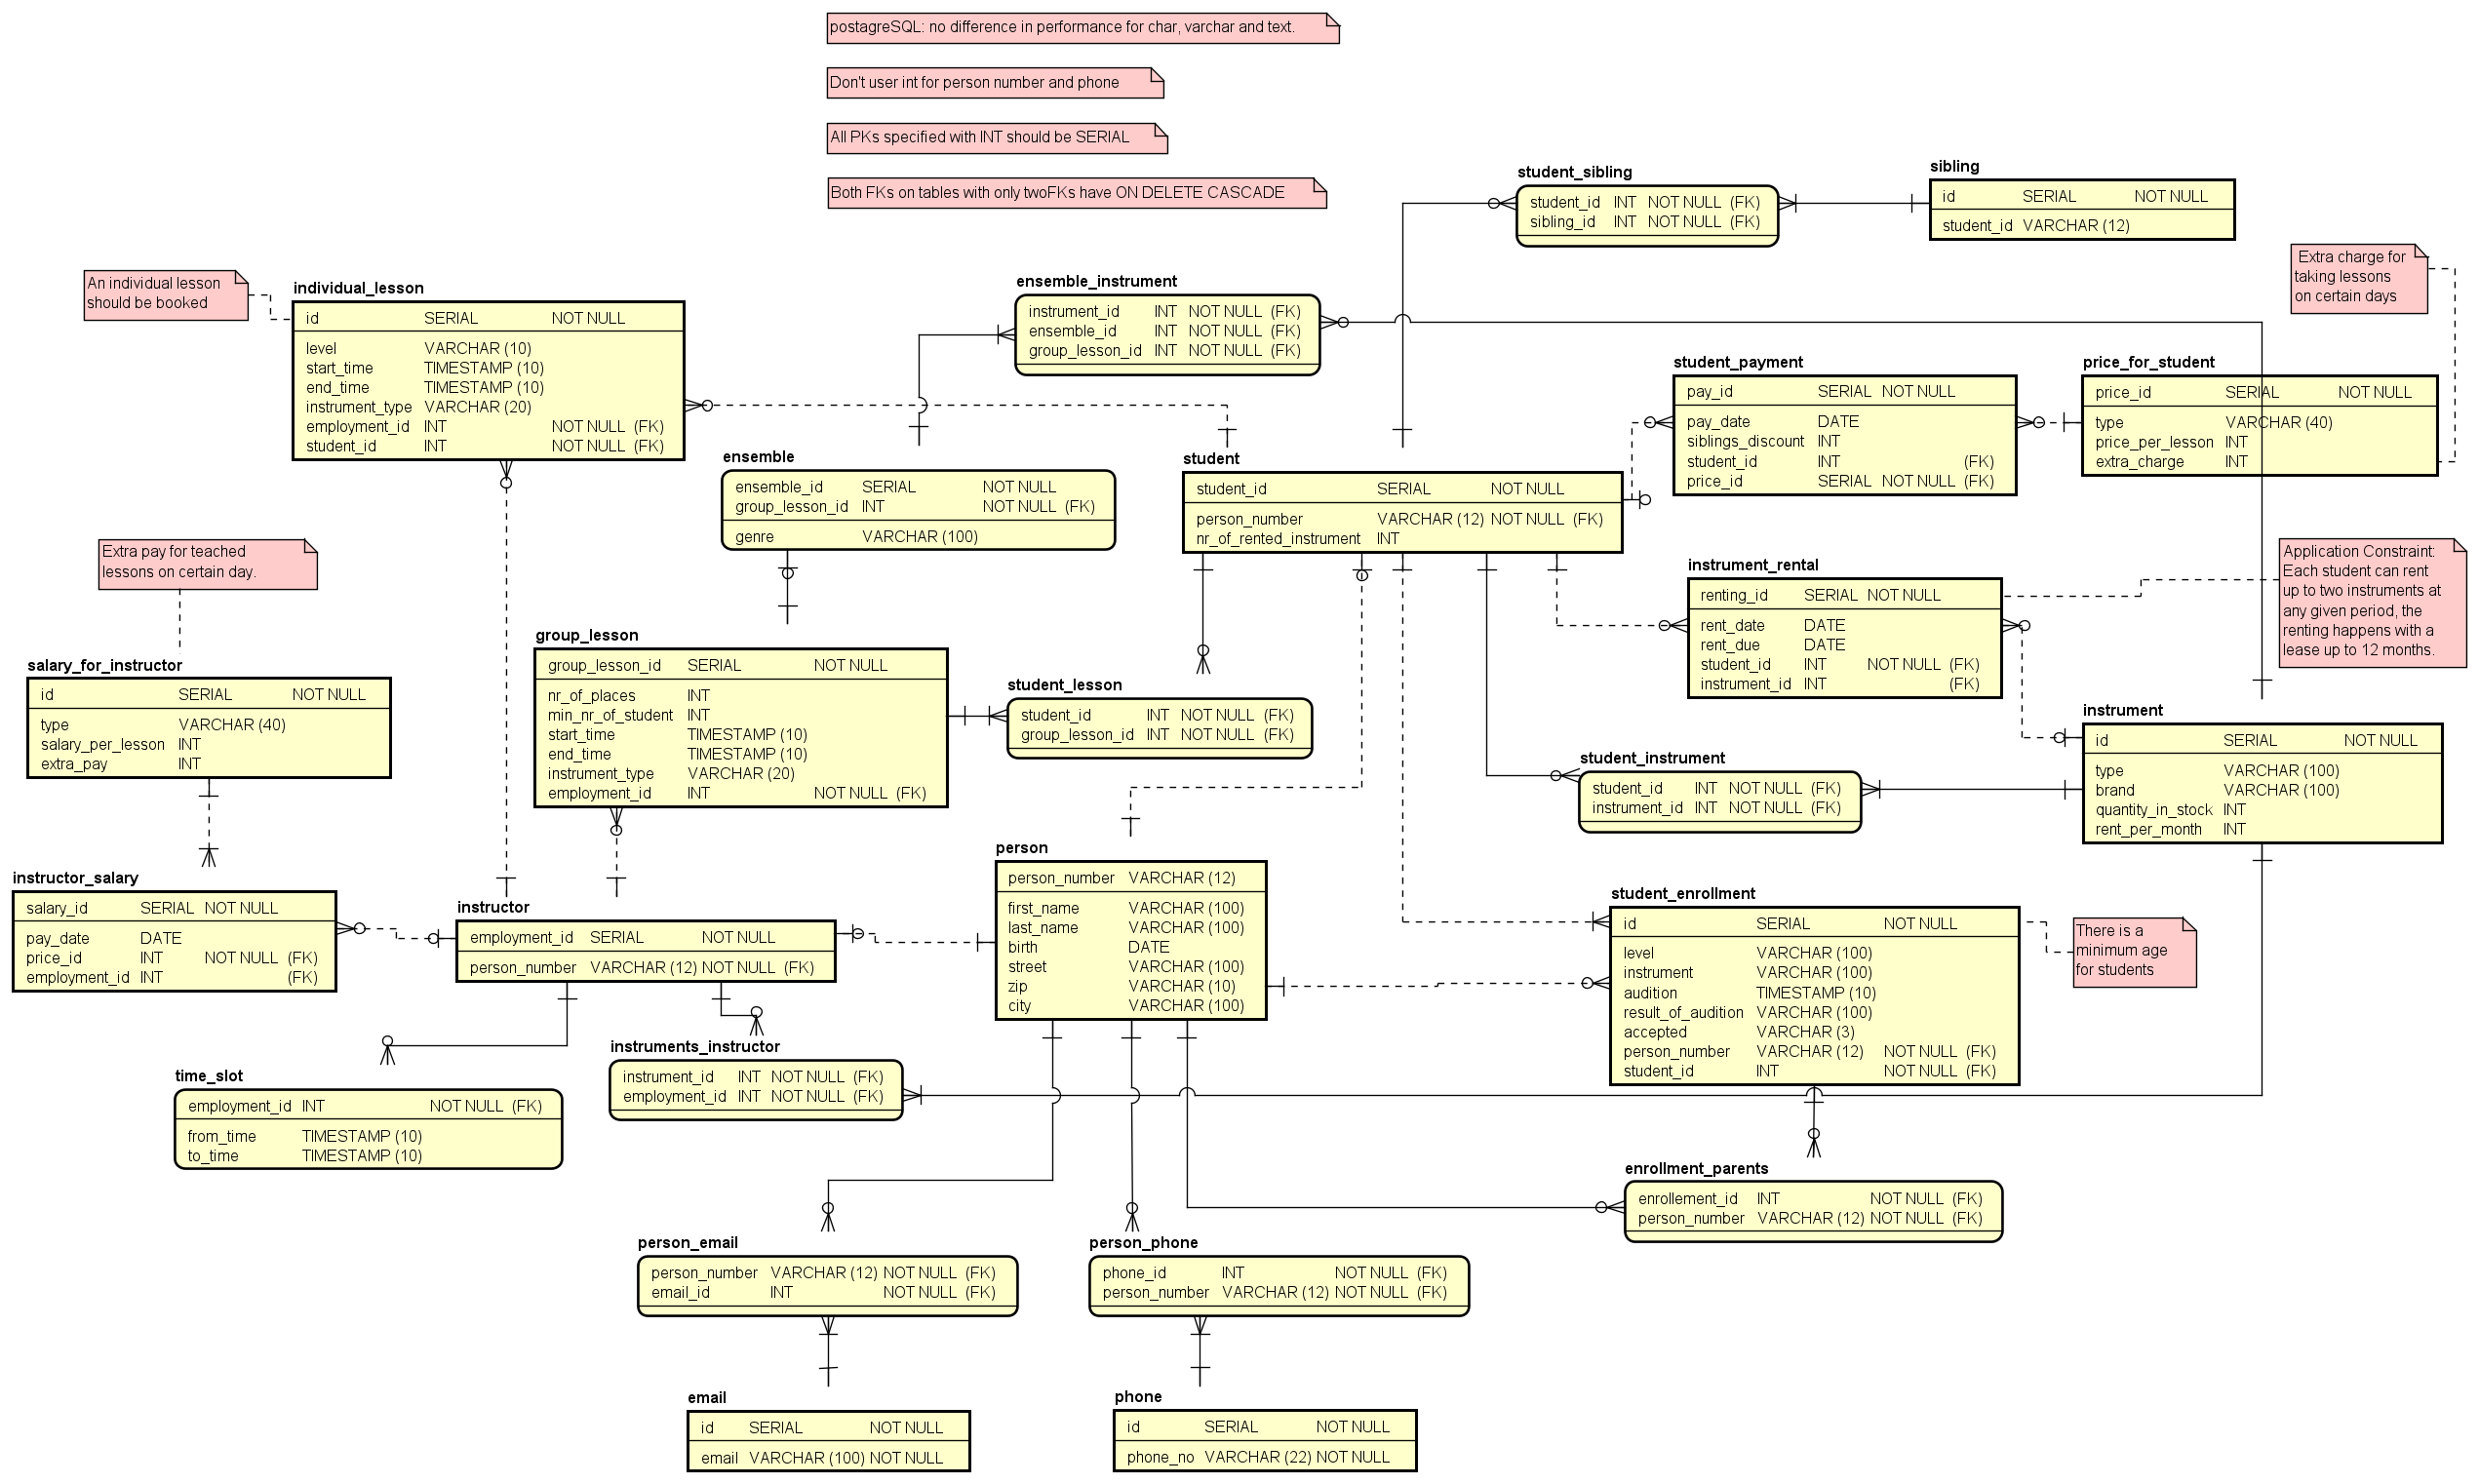 postagreSQL: no difference in performance for char, varchar and text.
Don't user int for person number and phone
All PKs specified with INT should be SERIAL
Both FKs on tables with only twoFKs have ON DELETE CASCADE
student_sibling
student_id INT NOT NULL (FK)
sibling_id INT NOT NULL (FK)
sibling
id SERIAL NOT NULL
student_id VARCHAR (12)
Extra charge for
taking lessons
on certain days
An individual lesson
should be booked
individual_lesson
id SERIAL NOT NULL
level VARCHAR (10)
start_time TIMESTAMP (10)
end_time TIMESTAMP (10)
instrument_type VARCHAR (20)
employment_id INT NOT NULL (FK)
student_id INT NOT NULL (FK)
ensemble_instrument
instrument_id INT NOT NULL (FK)
ensemble_id INT NOT NULL (FK)
group_lesson_id INT NOT NULL (FK)
student_payment
pay_id SERIAL NOT NULL
pay_date DATE
siblings_discount INT
student_id INT (FK)
price_id SERIAL NOT NULL (FK)
price_for_student
price_id SERIAL NOT NULL
type VARCHAR (40)
price_per_lesson INT
extra_charge INT
ensemble
ensemble_id SERIAL NOT NULL
group_lesson_id INT NOT NULL (FK)
genre VARCHAR (100)
student
student_id SERIAL NOT NULL
person_number VARCHAR (12) NOT NULL (FK)
nr_of_rented_instrument INT
Extra pay for teached
lessons on certain day.
instrument_rental
renting_id SERIAL NOT NULL
rent_date DATE
rent_due DATE
student_id INT NOT NULL (FK)
instrument_id INT (FK)
Application Constraint:
Each student can rent
up to two instruments at
any given period, the
renting happens with a
lease up to 12 months.
salary_for_instructor
id SERIAL NOT NULL
type VARCHAR (40)
salary_per_lesson INT
extra_pay INT
group_lesson
group_lesson_id SERIAL NOT NULL
nr_of_places INT
min_nr_of_student INT
start_time TIMESTAMP (10)
end_time TIMESTAMP (10)
instrument_type VARCHAR (20)
employment_id INT NOT NULL (FK)
student_lesson
student_id INT NOT NULL (FK)
group_lesson_id INT NOT NULL (FK)
student_instrument
student_id INT NOT NULL (FK)
instrument_id INT NOT NULL (FK)
instrument
id SERIAL NOT NULL
type VARCHAR (100)
brand VARCHAR (100)
quantity_in_stock INT
rent_per_month INT
instructor_salary
salary_id SERIAL NOT NULL
pay_date DATE
price_id INT NOT NULL (FK)
employment_id INT (FK)
instructor
employment_id SERIAL NOT NULL
person_number VARCHAR (12) NOT NULL (FK)
person
person_number VARCHAR (12)
first_name VARCHAR (100)
last_name VARCHAR (100)
birth DATE
street VARCHAR (100)
zip VARCHAR (10)
city VARCHAR (100)
student_enrollment
id SERIAL NOT NULL
level VARCHAR (100)
instrument VARCHAR (100)
audition TIMESTAMP (10)
result_of_audition VARCHAR (100)
accepted VARCHAR (3)
person_number VARCHAR (12) NOT NULL (FK)
student_id INT NOT NULL (FK)
There is a
minimum age
for students
time_slot
employment_id INT NOT NULL (FK)
from_time TIMESTAMP (10)
to_time TIMESTAMP (10)
instruments_instructor
instrument_id INT NOT NULL (FK)
employment_id INT NOT NULL (FK)
enrollment_parents
enrollement_id INT NOT NULL (FK)
person_number VARCHAR (12) NOT NULL (FK)
person_email
person_number VARCHAR (12) NOT NULL (FK)
email_id INT NOT NULL (FK)
person_phone
phone_id INT NOT NULL (FK)
person_number VARCHAR (12) NOT NULL (FK)
email
id SERIAL NOT NULL
email VARCHAR (100) NOT NULL
phone
id SERIAL NOT NULL
phone_no VARCHAR (22) NOT NULL